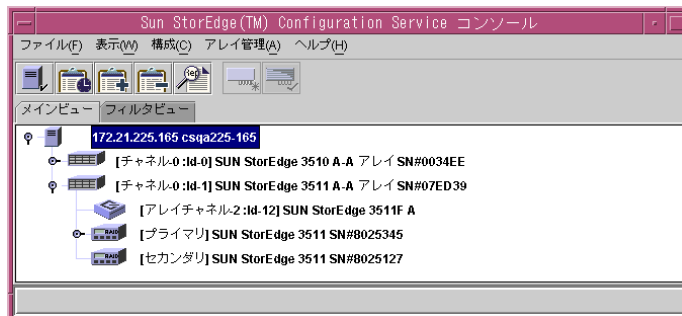 Sun StorEdge(TM) Configuration Service コンソール
ファイル(F) 表示(W) 構成(C) アレイ管理(A) ヘルプ(H)
Rep
メインビュー フィルタビュー
172.21.225.165 csqa225-165
[チャネル-0 :Id-0] SUN StorEdge 3510 A-A アレイ SN#0034EE
[チャネル-0 :Id-1] SUN StorEdge 3511 A-A アレイ SN#07ED39
[アレイチャネル-2 :Id-12] SUN StorEdge 3511F A
RAID [プライマリ] SUN StorEdge 3511 SN#8025345
RAID [セカンダリ] SUN StorEdge 3511 SN#8025127